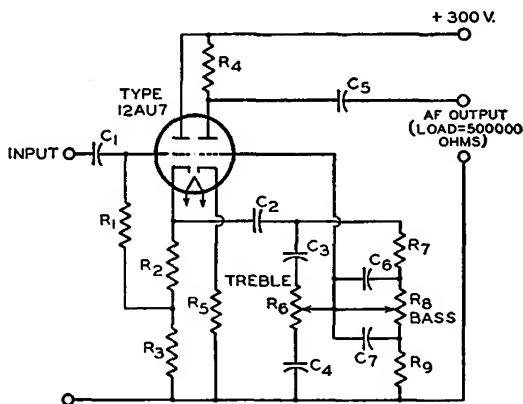 + 300 V.
R4
C5
TYPE
12AU7
AF OUTPUT
(LOAD=500000
OHMS)
C1
INPUT
C2
R1
C3
R7
R2
C6
TREBLE
R6
R8
BASS
R5
C7
R3
C4
R9